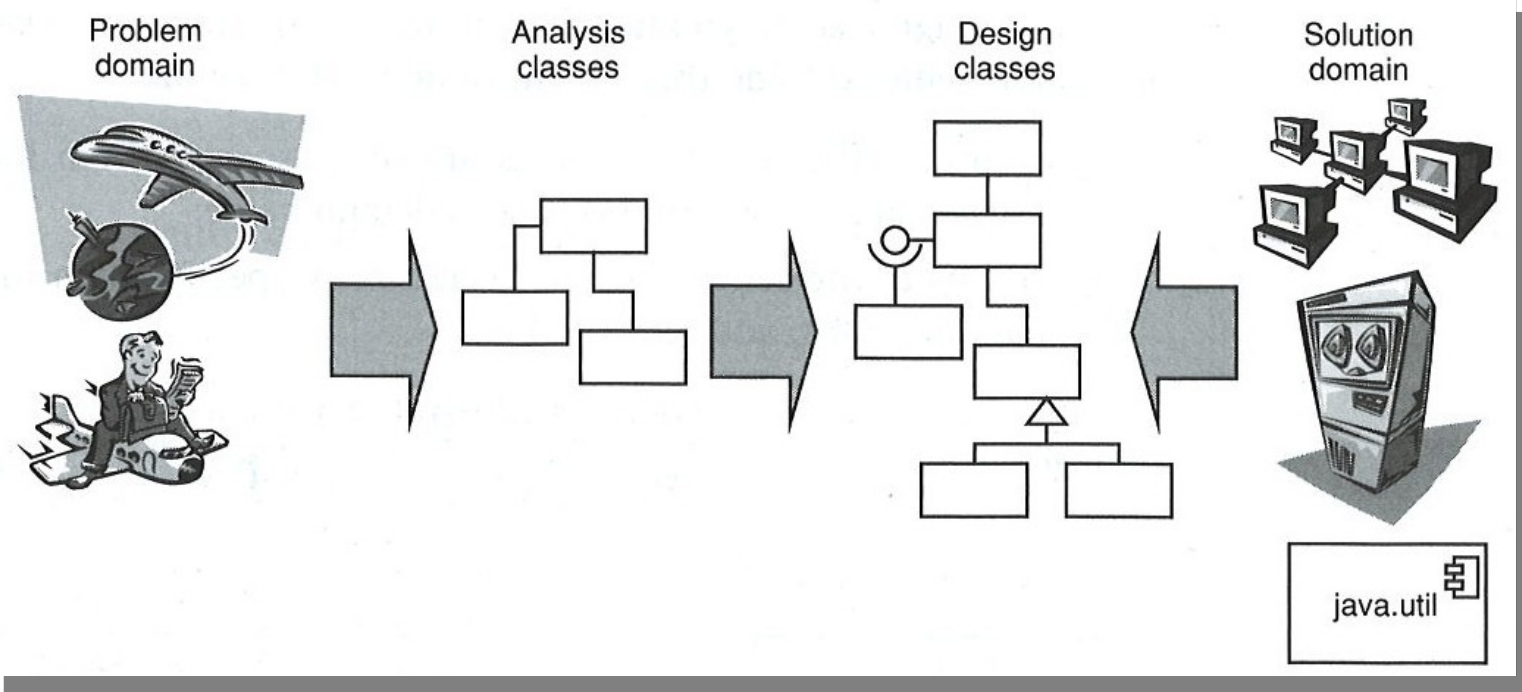 Problem
domain
Analysis
classes
Design
classes
Solution
domain
java.util